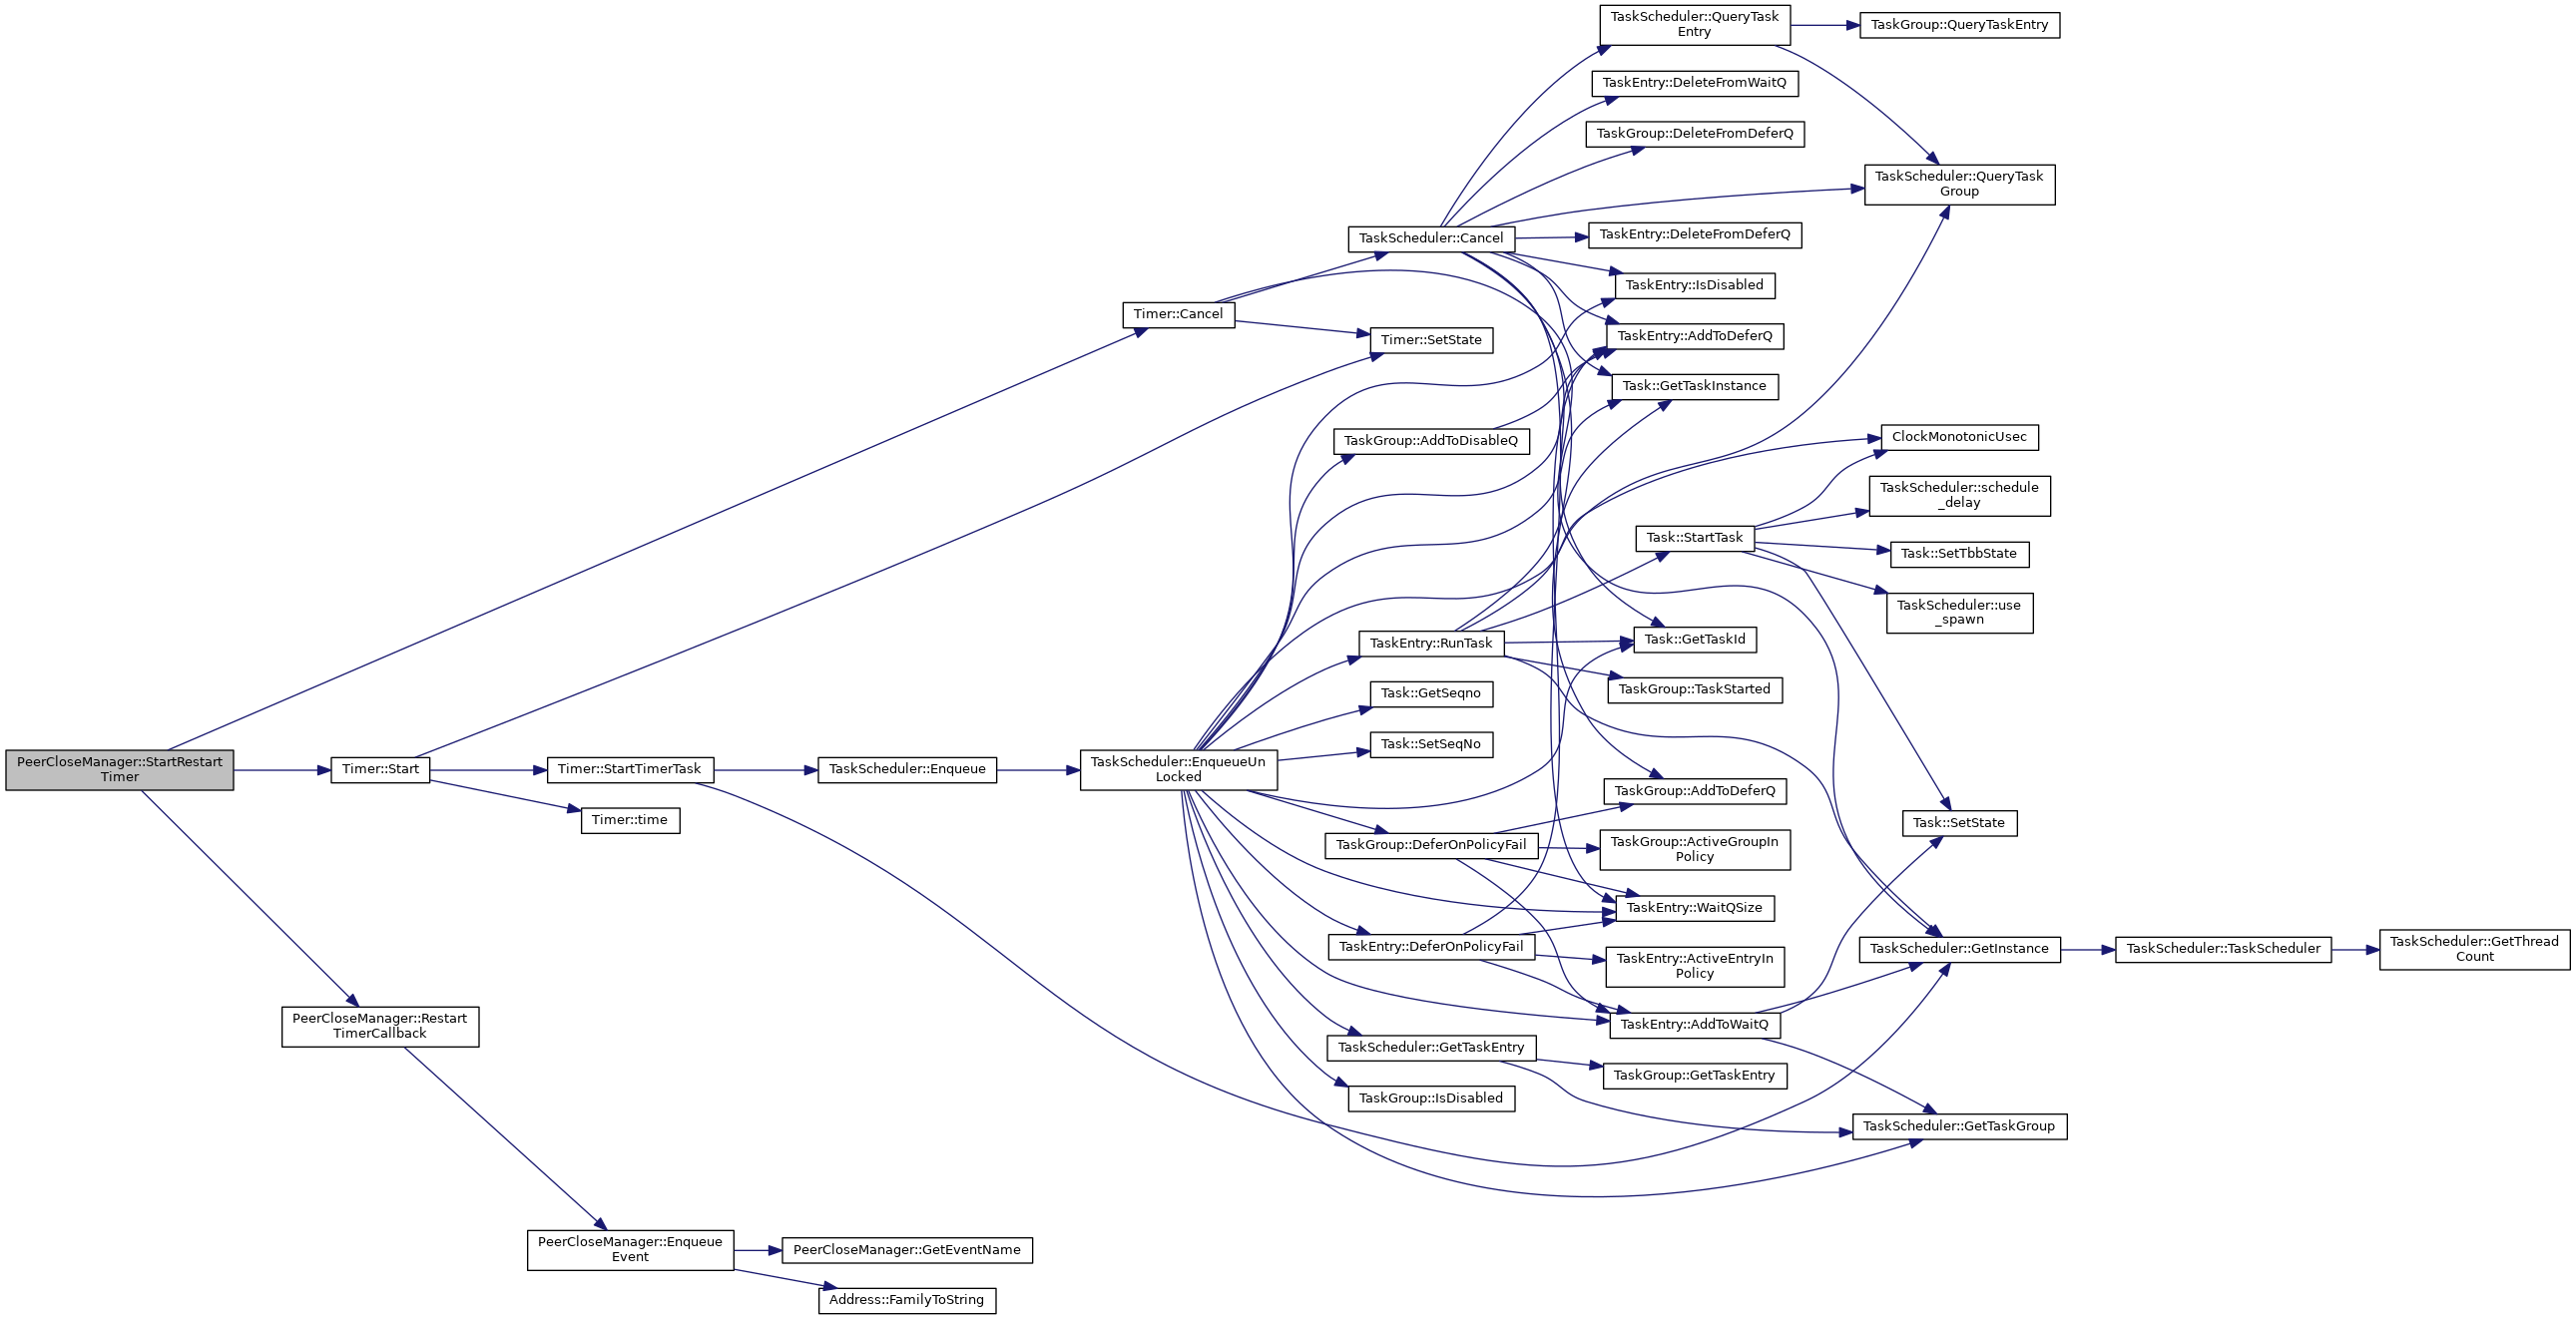 PeerCloseManager::StartRestart
Timer
Timer::Cancel
Timer::Start
PeerCloseManager::Restart
TimerCallback
Timer::StartTimerTask
Timer::time
PeerCloseManager::Enqueue
Event
TaskScheduler::Enqueue
PeerCloseManager::GetEventName
Address::FamilyToString
TaskScheduler::EnqueueUn
Locked
TaskScheduler::Cancel
Timer::SetState
TaskGroup::AddToDisableQ
TaskEntry::RunTask
Task::GetSeqno
Task::SetSeqNo
TaskGroup::DeferOnPolicyFail
TaskEntry::DeferOnPolicyFail
TaskScheduler::GetTaskEntry
TaskGroup::IsDisabled
TaskScheduler::QueryTask
Entry
TaskEntry::DeleteFromWaitQ
TaskGroup::DeleteFromDeferQ
TaskEntry::DeleteFromDeferQ
TaskEntry::IsDisabled
TaskEntry::AddToDeferQ
Task::GetTaskInstance
Task::StartTask
Task::GetTaskId
TaskGroup::TaskStarted
TaskGroup::AddToDeferQ
TaskGroup::ActiveGroupIn
Policy
TaskEntry::WaitQSize
TaskEntry::ActiveEntryIn
Policy
TaskEntry::AddToWaitQ
TaskGroup::GetTaskEntry
TaskGroup::QueryTaskEntry
TaskScheduler::QueryTask
Group
ClockMonotonicUsec
TaskScheduler::schedule
_delay
Task::SetTbbState
TaskScheduler::use
_spawn
Task::SetState
TaskScheduler::GetInstance
TaskScheduler::GetTaskGroup
TaskScheduler::TaskScheduler
TaskScheduler::GetThread
Count